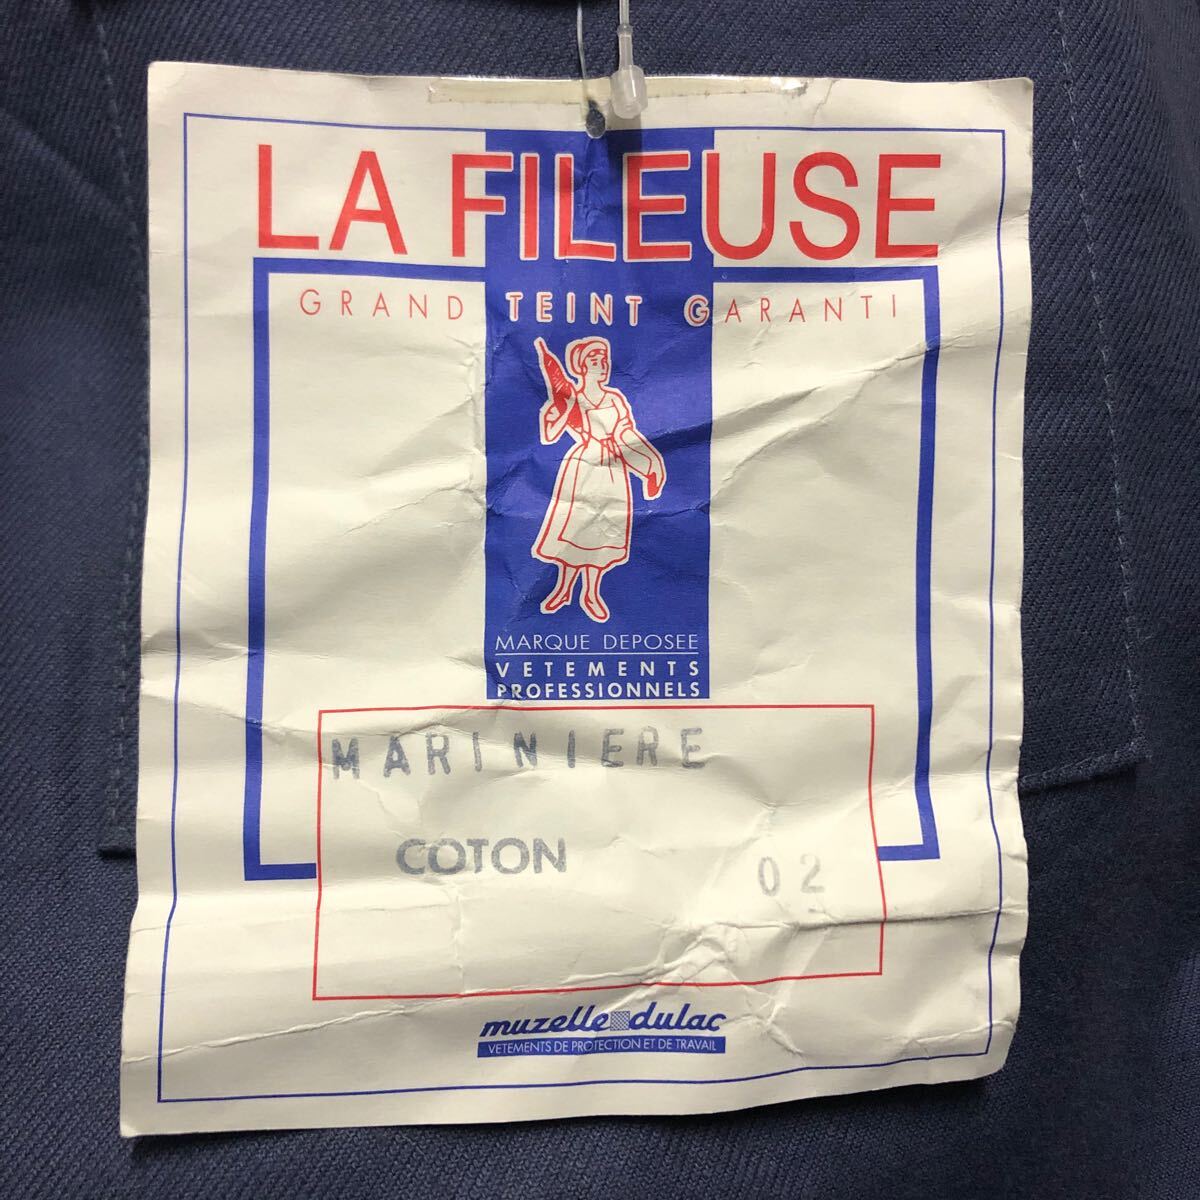 LA FILEUSE
GRAND TEINT GARANTI
MARQUE DEPOSEE
VETEMENTS
PROFESSIONNELS
MARINIERE
COTON 02
muzelle dulac
VETEMENTS DE PROTECTION ET DE TRAVAIL